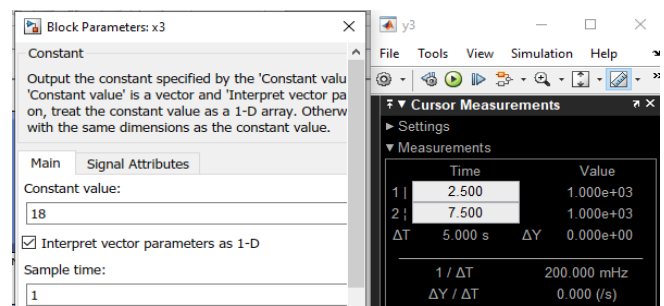 Block Parameters: x3
Constant
Output the constant specified by the 'Constant valu
'Constant value' is a vector and 'Interpret vector pa
on, treat the constant value as a 1-D array. Otherw
with the same dimensions as the constant value.
Main Signal Attributes
Constant value:
18
Interpret vector parameters as 1-D
Sample time:
1
y3
File Tools View Simulation Help
Cursor Measurements
Settings
Measurements
Time Value
1 | 2.500 1.000e+03
2 ¦ 7.500 1.000e+03
ΔT 5.000 s ΔY 0.000e+00
1 / ΔT 200.000 mHz
ΔY / ΔT 0.000 (/s)